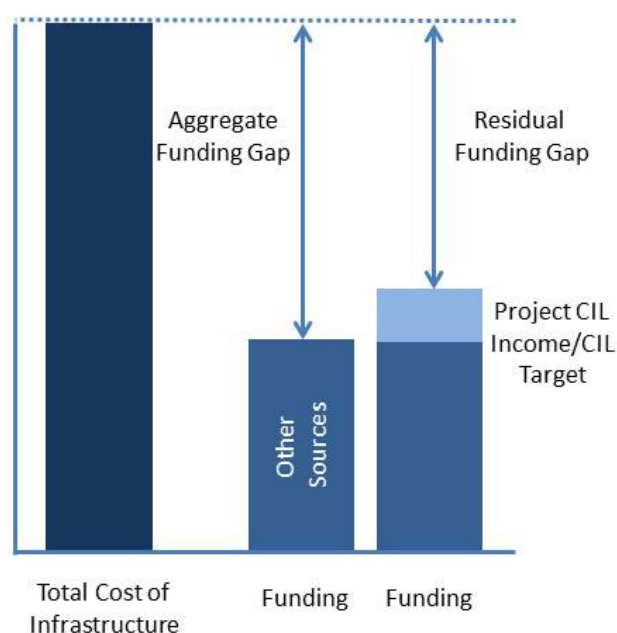 Aggregate
Funding Gap
Residual
Funding Gap
Project CIL
Income/CIL
Target
Other
Sources
Total Cost of
Infrastructure
Funding
Funding